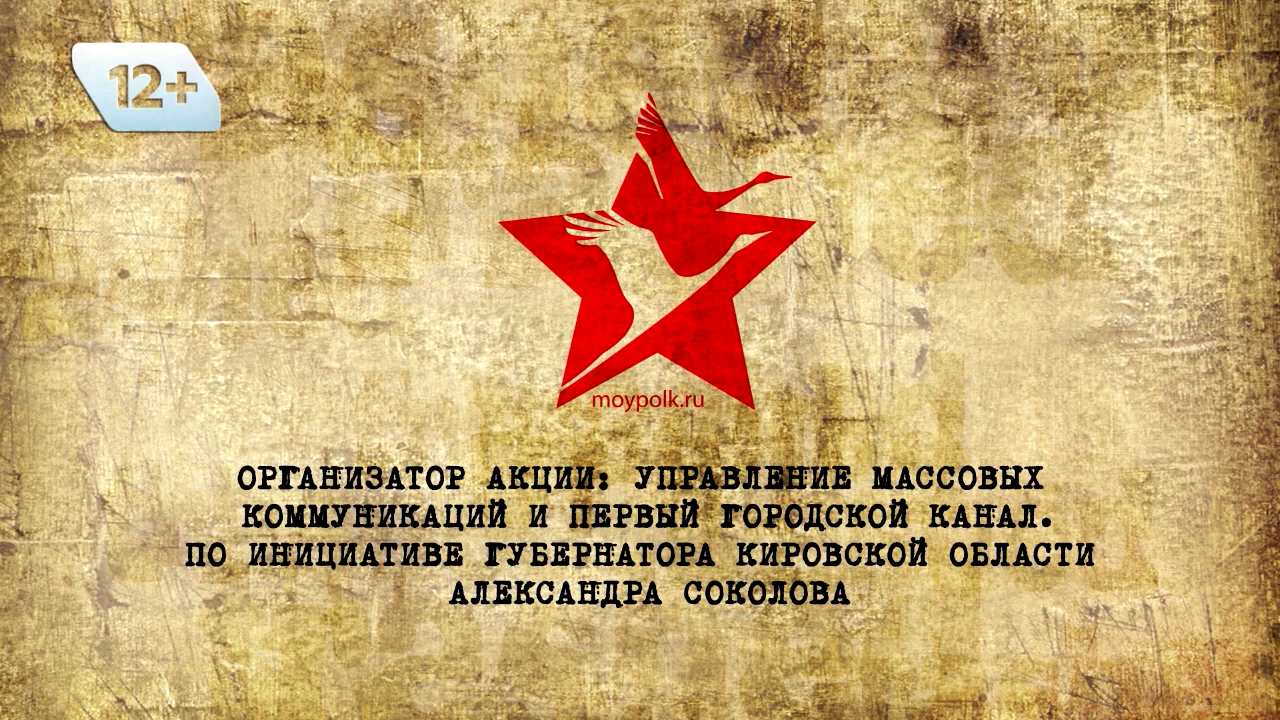 12+
moypolk.ru
ОРГАНИЗАТОР АКЦИИ: УПРАВЛЕНИЕ МАССОВЫХ
КОММУНИКАЦИЙ И ПЕРВЫЙ ГОРОДСКОЙ КАНАЛ.
ПО ИНИЦИАТИВЕ ГУБЕРНАТОРА КИРОВСКОЙ ОБЛАСТИ
АЛЕКСАНДРА СОКОЛОВА